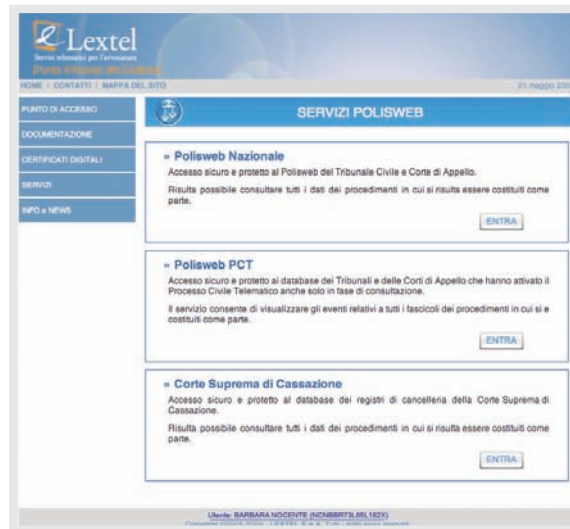 Lextel
Servizi telematici per l'avvocatura
HOME | CONTATTI | MAPPA DEL SITO
21 maggio
PUNTO DI ACCESSO
DOCUMENTAZIONE
CERTIFICATI DIGITALI
SERVIZI
INFO e NEWS
SERVIZI POLISWEB
» Polisweb Nazionale
Accesso sicuro e protetto al Polisweb del Tribunale Civile e Corte di Appello.
Risulta possibile consultare tutti i dati dei procedimenti in cui si risulta essere costituiti come
parte.
ENTRA
» Polisweb PCT
Accesso sicuro e protetto ai database dei Tribunali e delle Corti di Appello che hanno attivato il
Processo Civile Telematico anche solo in fase di consultazione.
Il servizio consente di visualizzare gli eventi relativi a tutti i fascicoli dei procedimenti in cui si e
costituiti come parte.
ENTRA
» Corte Suprema di Cassazione
Accesso sicuro e protetto al database dei registri di cancelleria della Corte Suprema di
Cassazione.
Risulta possibile consultare tutti i dati dei procedimenti in cui si risulta essere costituiti come
parte.
ENTRA
Utente: BARBARA NOCENTE